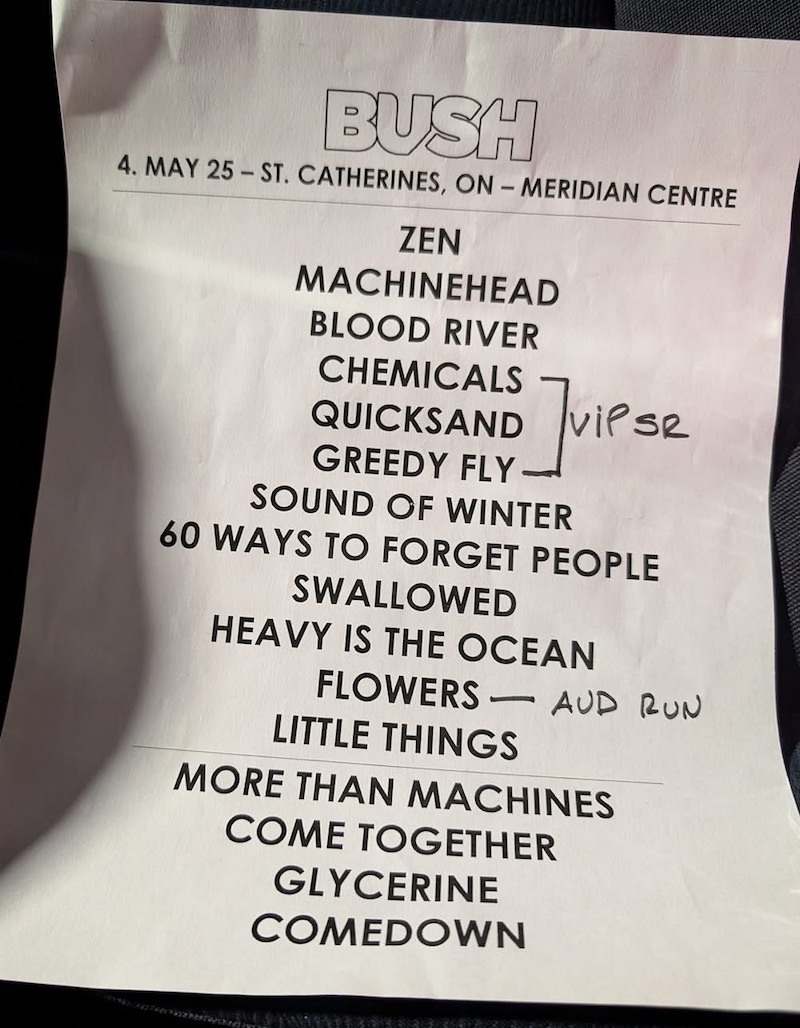 BUSH
4. MAY 25 – ST. CATHERINES, ON – MERIDIAN CENTRE
ZEN
MACHINEHEAD
BLOOD RIVER
CHEMICALS
QUICKSAND ViP SR
GREEDY FLY
SOUND OF WINTER
60 WAYS TO FORGET PEOPLE
SWALLOWED
HEAVY IS THE OCEAN
FLOWERS — AUD RUN
LITTLE THINGS
MORE THAN MACHINES
COME TOGETHER
GLYCERINE
COMEDOWN